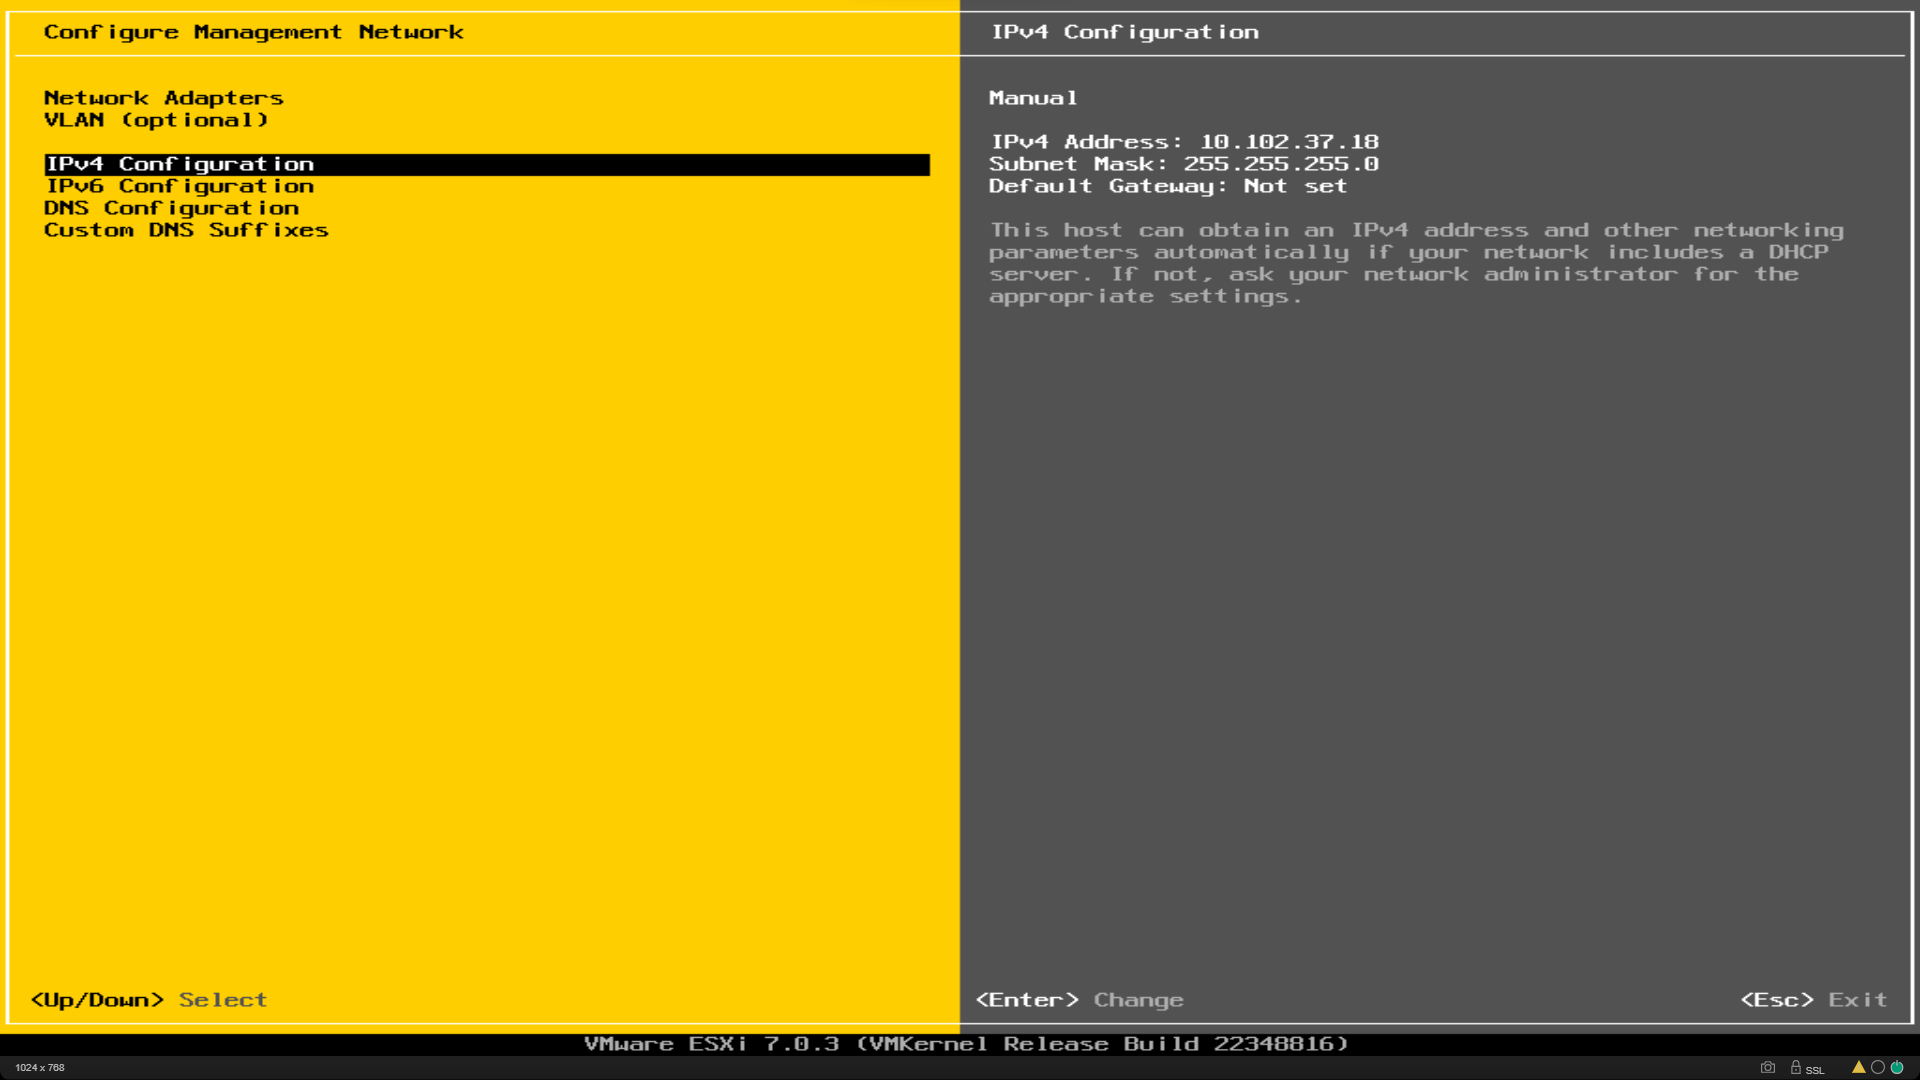 Configure Management Network
Network Adapters
VLAN (optional)
IPv4 Configuration
IPv6 Configuration
DNS Configuration
Custom DNS Suffixes
<Up/Down> Select
IPv4 Configuration
Manual
IPv4 Address: 10.102.37.18
Subnet Mask: 255.255.255.0
Default Gateway: Not set
This host can obtain an IPv4 address and other networking
parameters automatically if your network includes a DHCP
server. If not, ask your network administrator for the
appropriate settings.
<Enter> Change
<Esc> Exit
VMware ESXi 7.0.3 (VMKernel Release Build 22348816)
1024 x 768
SSL